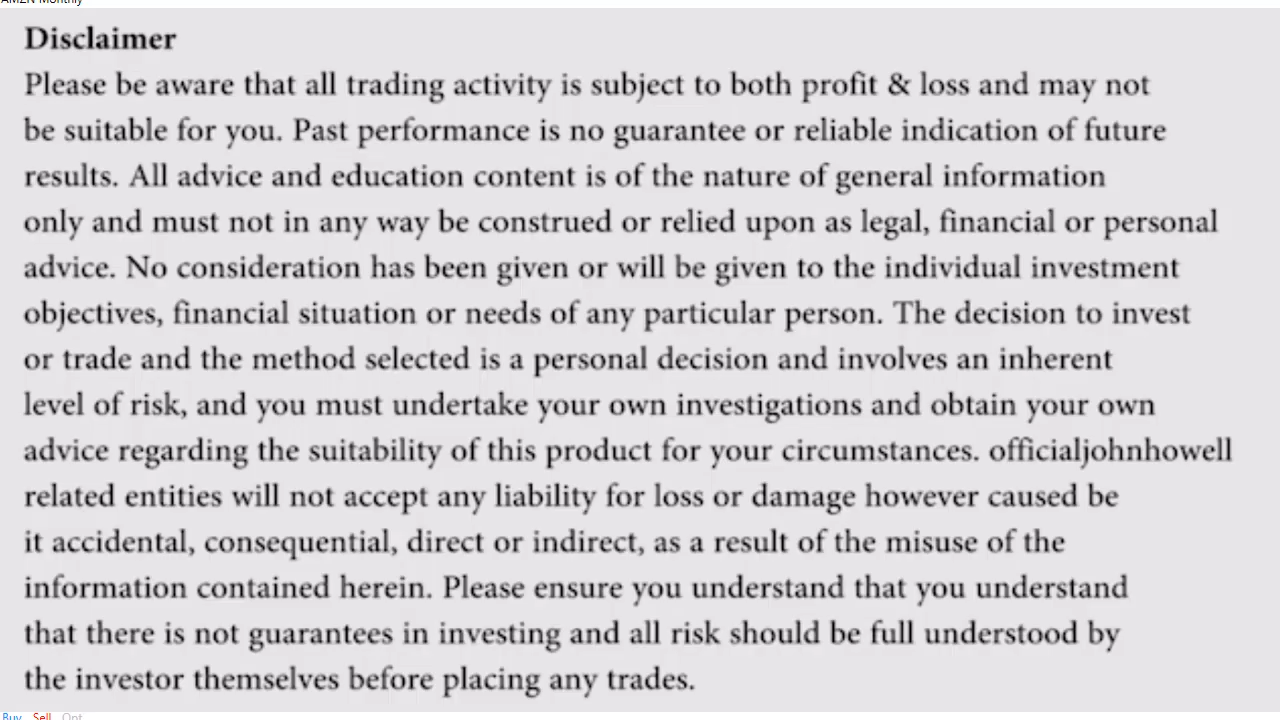 AMZN Monthly
Disclaimer
Please be aware that all trading activity is subject to both profit & loss and may not
be suitable for you. Past performance is no guarantee or reliable indication of future
results. All advice and education content is of the nature of general information
only and must not in any way be construed or relied upon as legal, financial or personal
advice. No consideration has been given or will be given to the individual investment
objectives, financial situation or needs of any particular person. The decision to invest
or trade and the method selected is a personal decision and involves an inherent
level of risk, and you must undertake your own investigations and obtain your own
advice regarding the suitability of this product for your circumstances. officialjohnhowell
related entities will not accept any liability for loss or damage however caused be
it accidental, consequential, direct or indirect, as a result of the misuse of the
information contained herein. Please ensure you understand that you understand
that there is not guarantees in investing and all risk should be full understood by
the investor themselves before placing any trades.
Buy Sell Opt